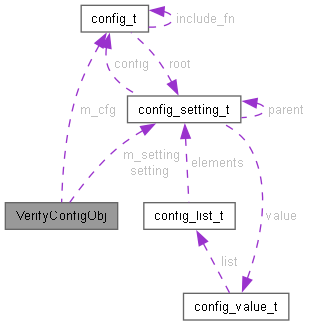 config_t
include_fn
config
root
m_cfg
config_setting_t
parent
m_setting
setting
elements
VerifyConfigObj
config_list_t
value
list
config_value_t